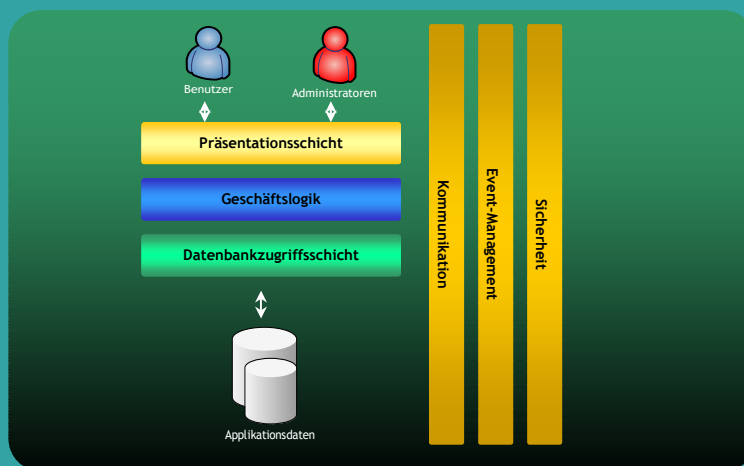 Benutzer
Administratoren
Präsentationsschicht
Geschäftslogik
Datenbankzugriffsschicht
Applikationsdaten
Kommunikation
Event-Management
Sicherheit